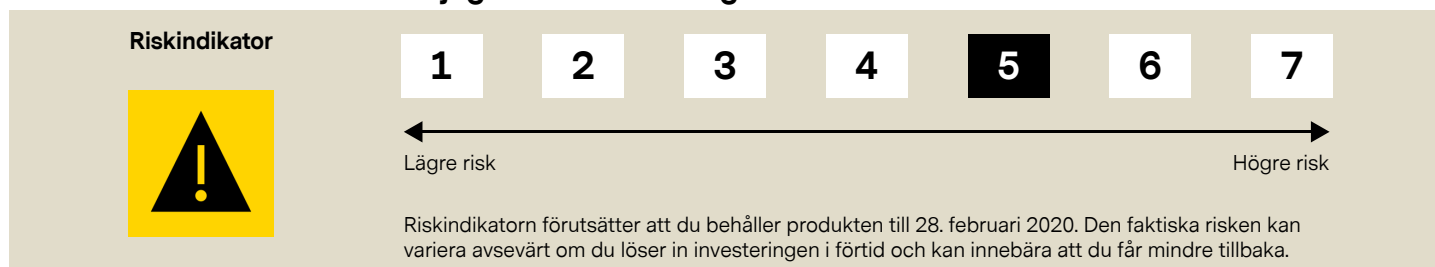 Riskindikator
1 2 3 4 5 6 7
Lägre risk Högre risk
Riskindikatorn förutsätter att du behåller produkten till 28. februari 2020. Den faktiska risken kan
variera avsevärt om du löser in investeringen i förtid och kan innebära att du får mindre tillbaka.